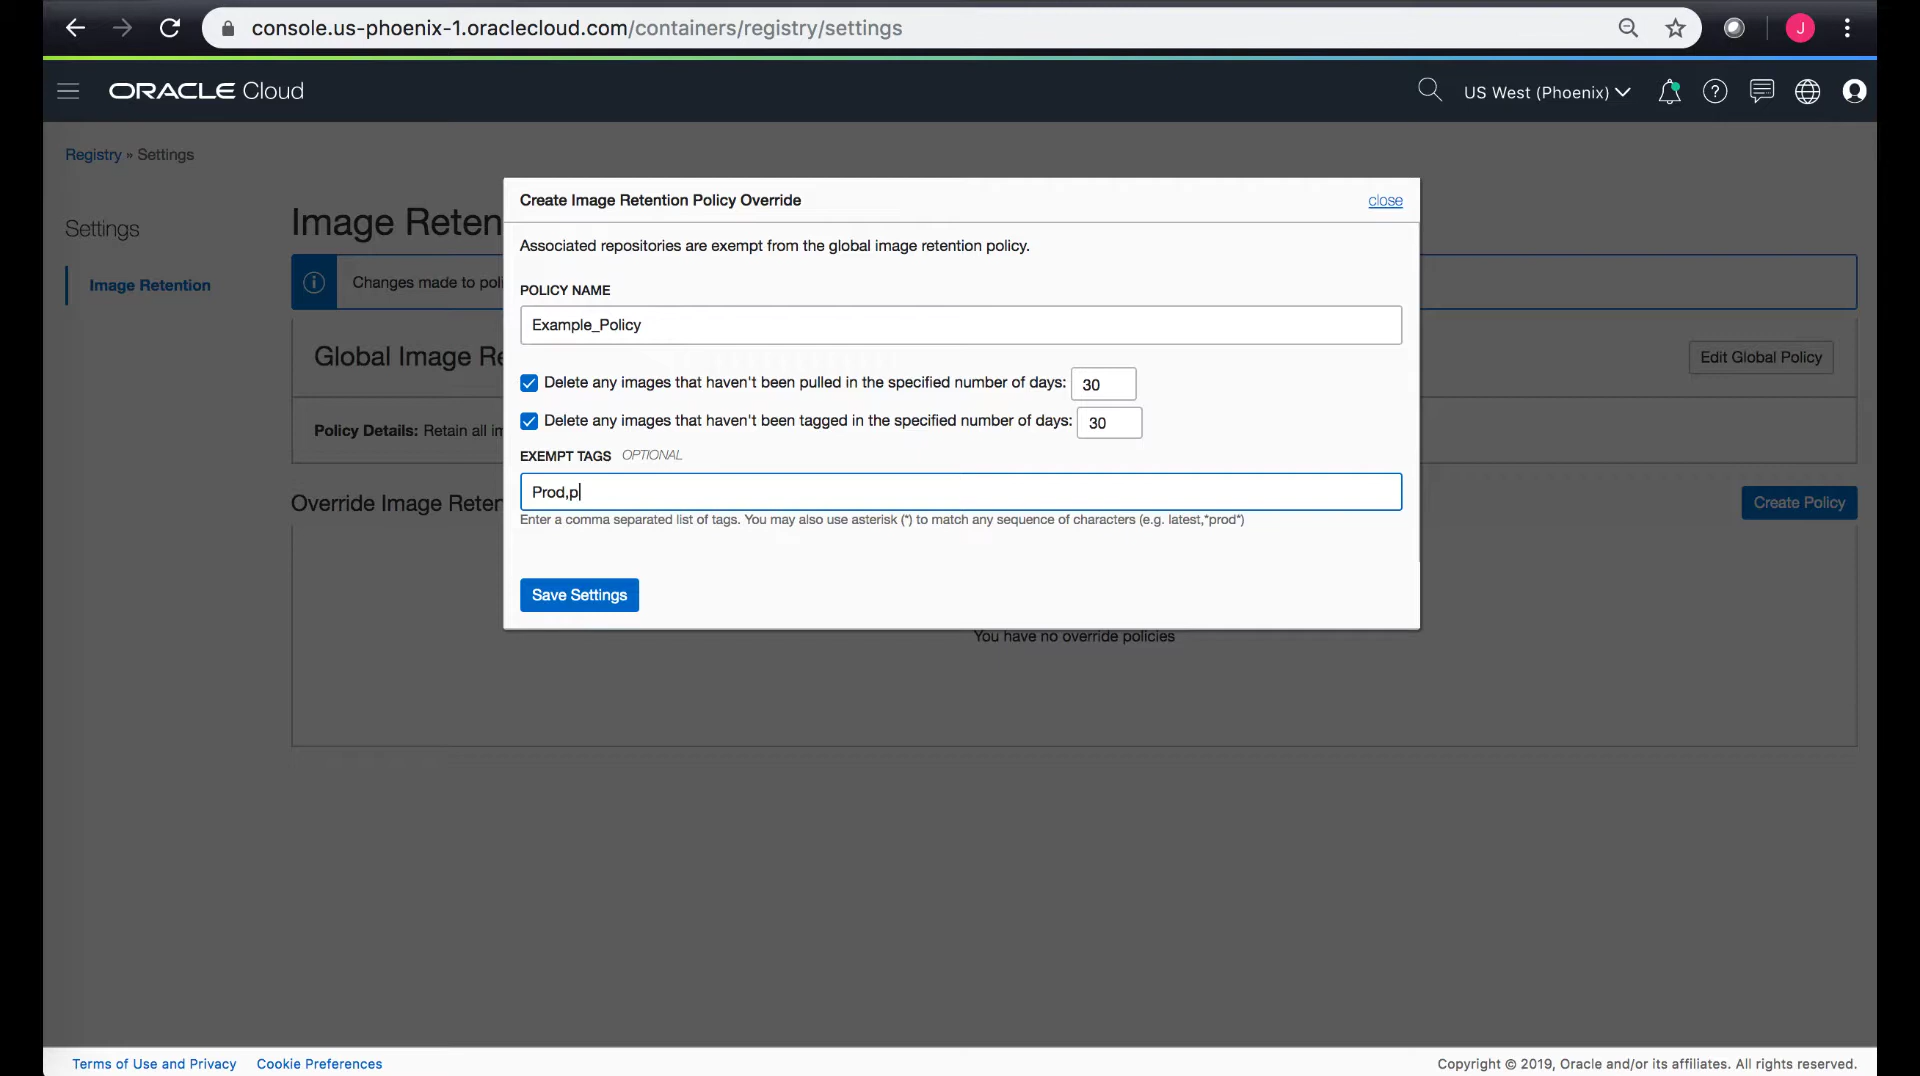 console.us-phoenix-1.oraclecloud.com/containers/registry/settings
J
ORACLE Cloud
US West (Phoenix)
Registry » Settings
Settings
Image Retention
Image Reten
Changes made to poli
Global Image Re
Edit Global Policy
Policy Details: Retain all im
Override Image Reten
Create Policy
You have no override policies
Create Image Retention Policy Override
close
Associated repositories are exempt from the global image retention policy.
POLICY NAME
Example_Policy
Delete any images that haven't been pulled in the specified number of days: 30
Delete any images that haven't been tagged in the specified number of days: 30
EXEMPT TAGS OPTIONAL
Prod,p
Enter a comma separated list of tags. You may also use asterisk (*) to match any sequence of characters (e.g. latest,*prod*)
Save Settings
Terms of Use and Privacy Cookie Preferences
Copyright © 2019, Oracle and/or its affiliates. All rights reserved.